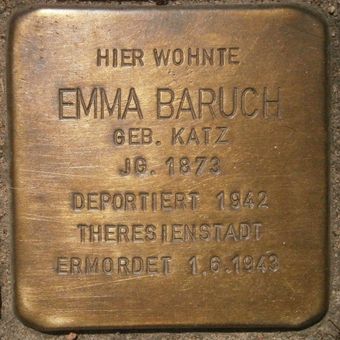 HIER WOHNTE
EMMA BARUCH
GEB. KATZ
JG. 1873
DEPORTIERT 1942
THERESIENSTADT
ERMORDET 1.6.1943